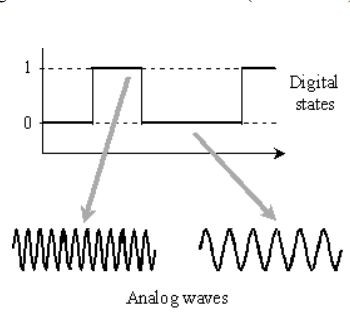 1
Digital
states
0
Analog waves